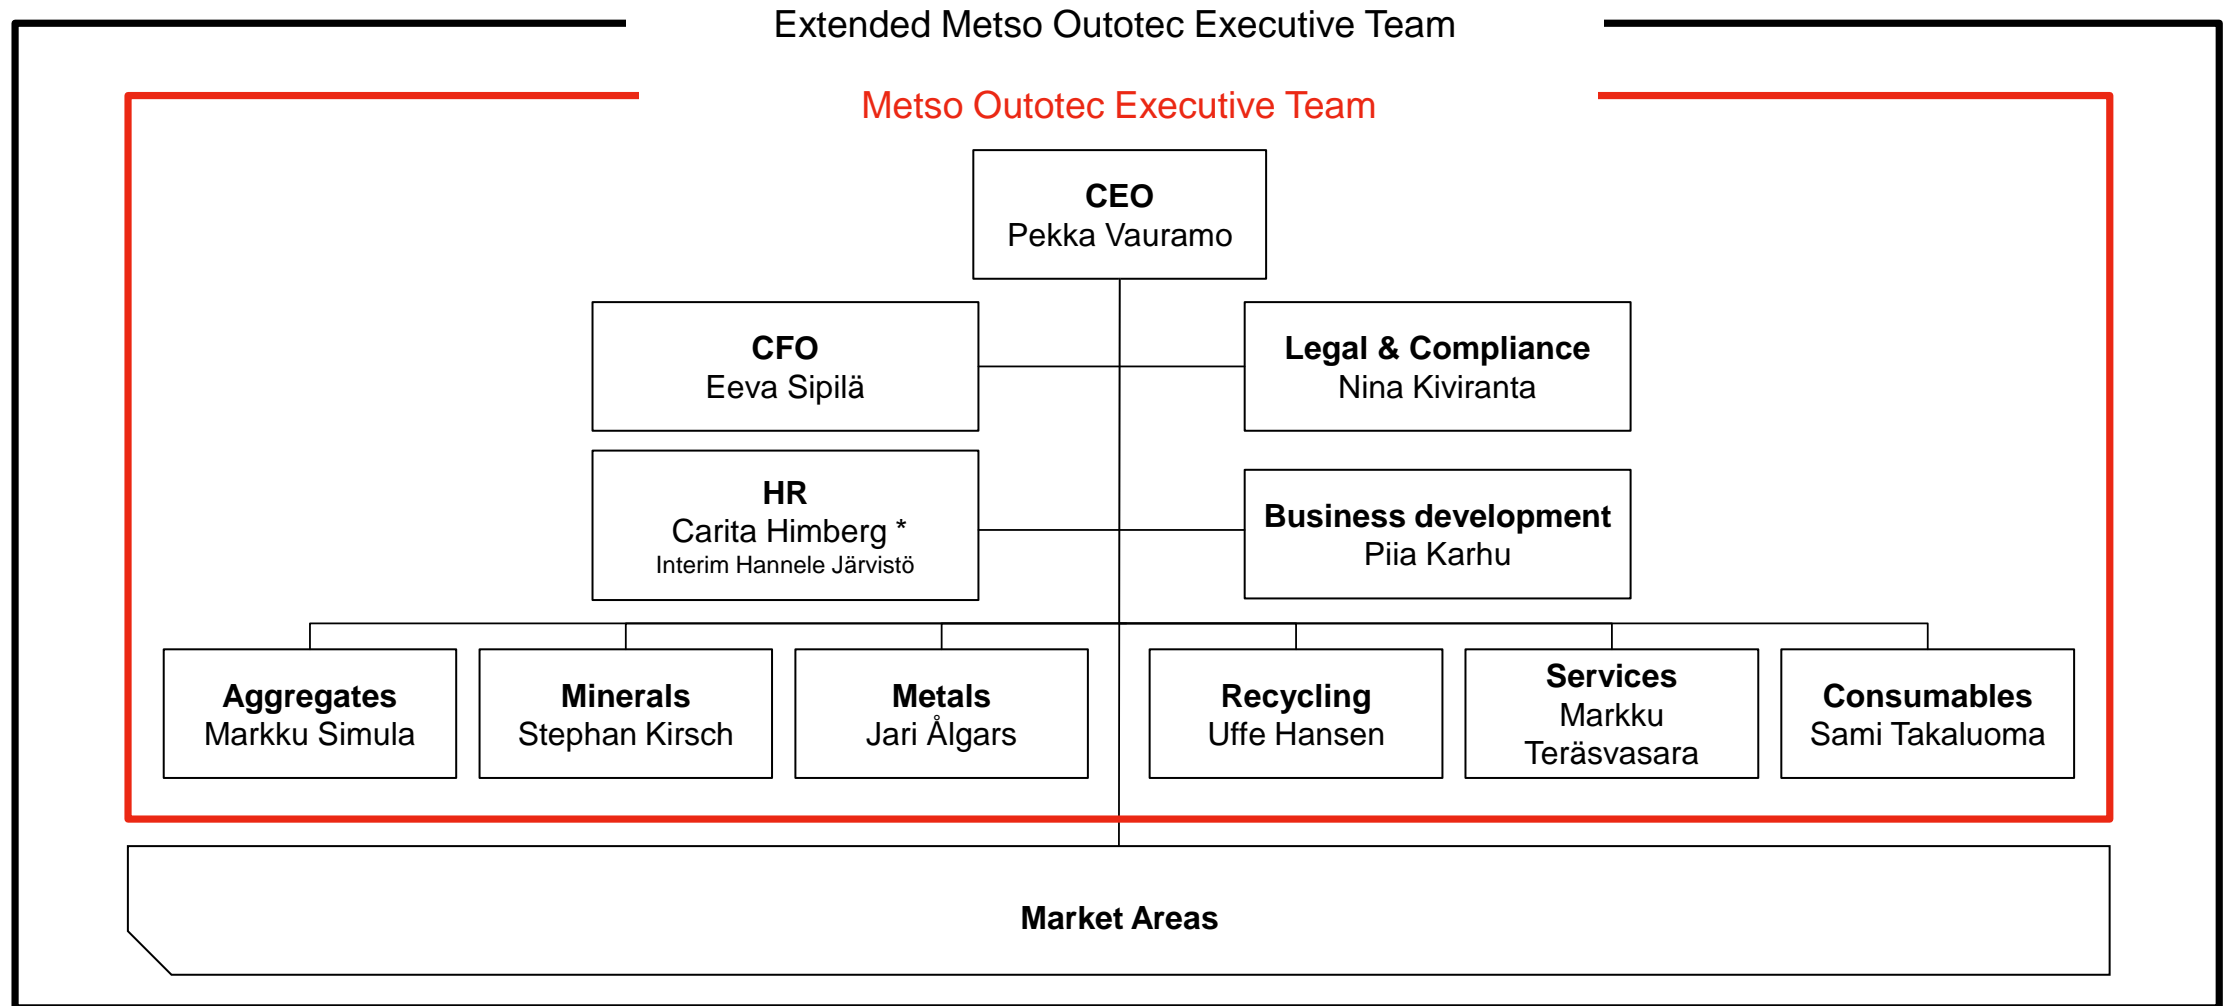 Extended Metso Outotec Executive Team
Metso Outotec Executive Team
CEO
Pekka Vauramo
CFO
Eeva Sipilä
Legal & Compliance
Nina Kiviranta
HR
Carita Himberg *
Interim Hannele Järvistö
Business development
Piia Karhu
Aggregates
Markku Simula
Minerals
Stephan Kirsch
Metals
Jari Ålgars
Recycling
Uffe Hansen
Services
Markku
Teräsvasara
Consumables
Sami Takaluoma
Market Areas